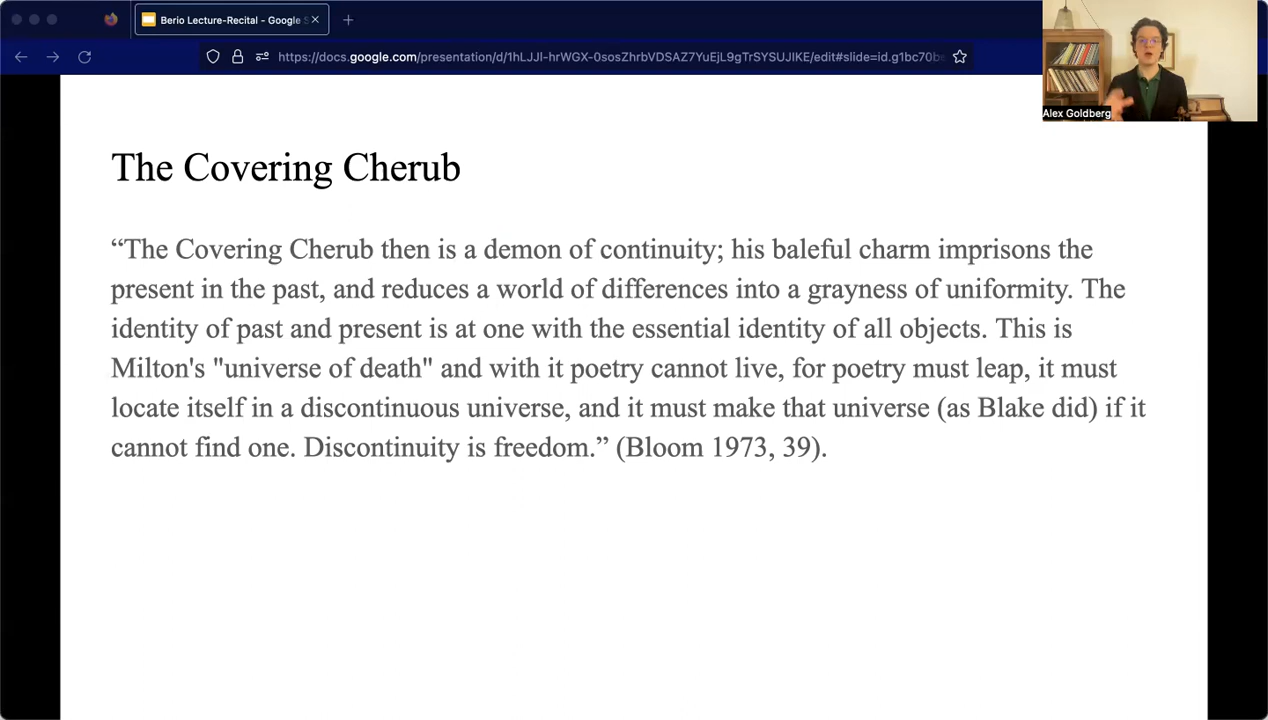 Berio Lecture-Recital - Google S
https://docs.google.com/presentation/d/1hLJJl-hrWGX-0sosZhrbVDSAZ7YuEjL9gTrSYSUJIKE/edit#slide=id.g1bc70b
Alex Goldberg
The Covering Cherub
“The Covering Cherub then is a demon of continuity; his baleful charm imprisons the
present in the past, and reduces a world of differences into a grayness of uniformity. The
identity of past and present is at one with the essential identity of all objects. This is
Milton's "universe of death" and with it poetry cannot live, for poetry must leap, it must
locate itself in a discontinuous universe, and it must make that universe (as Blake did) if it
cannot find one. Discontinuity is freedom.” (Bloom 1973, 39).